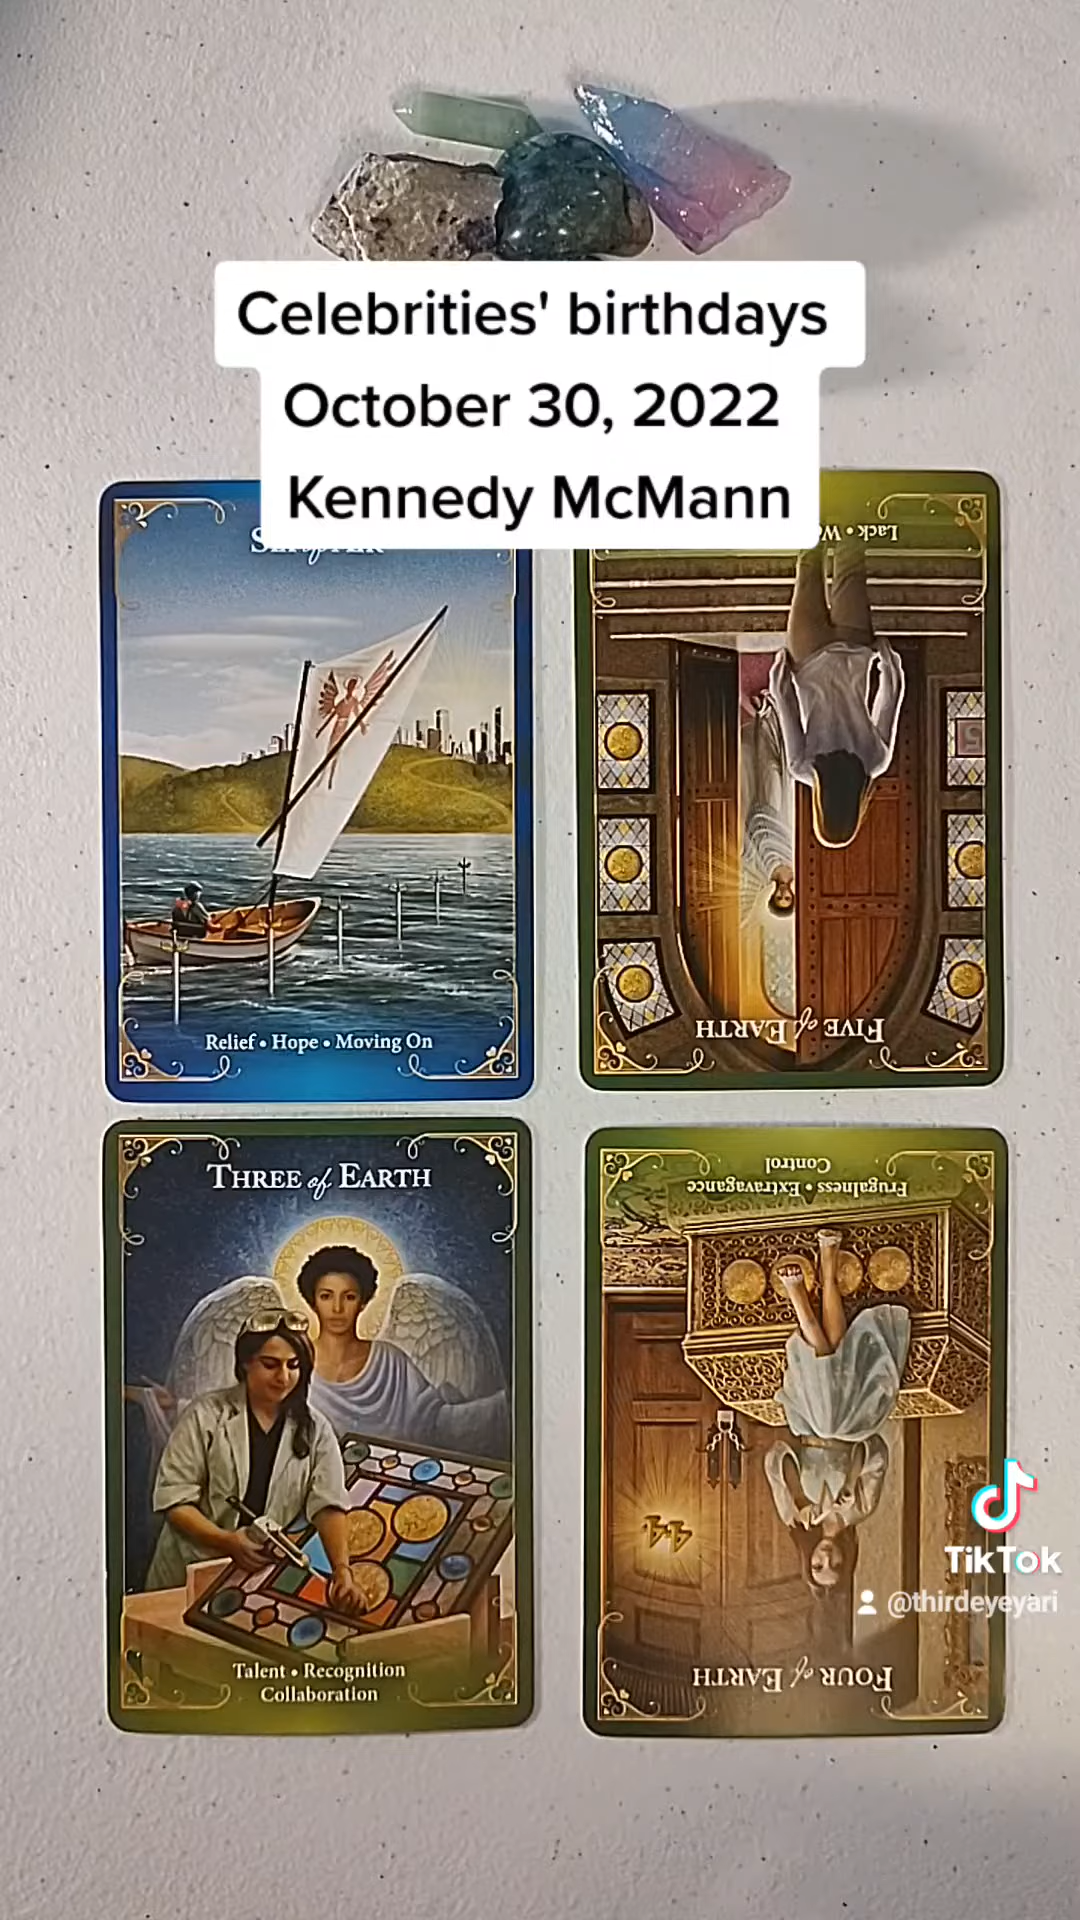 Celebrities' birthdays
October 30, 2022
Kennedy McMann
Lack •
Relief • Hope • Moving On
FIVE of EARTH
THREE of EARTH
Talent • Recognition
Collaboration
Frugalness • Extravagance
Control
FOUR of EARTH
TikTok
@thirdeyeyari